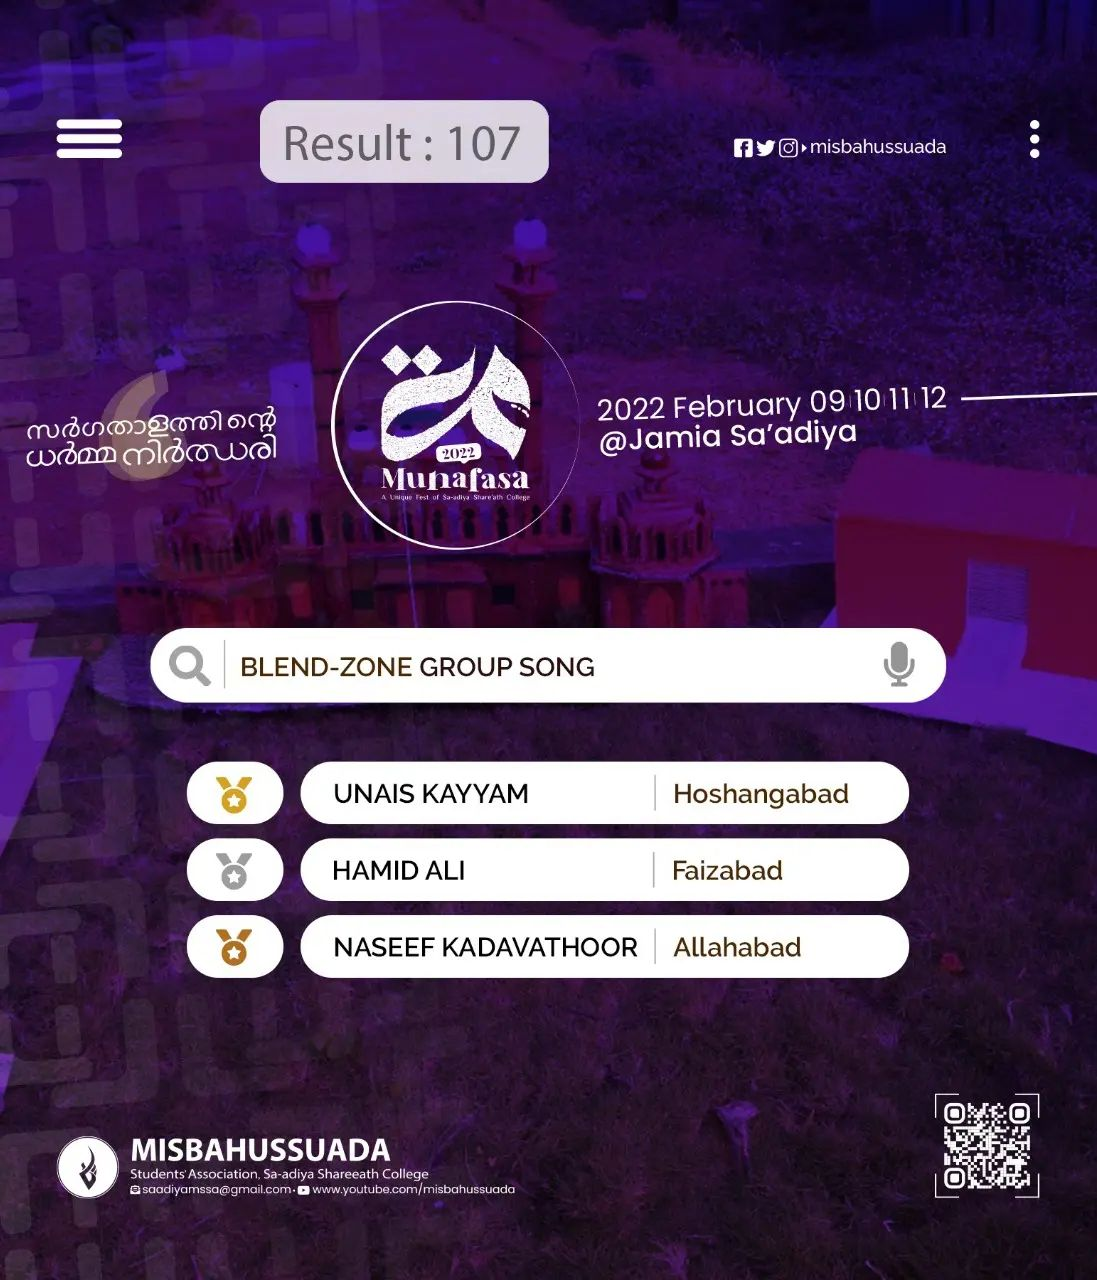 Result : 107
misbahussuada
സർഗതാളത്തിന്റെ
ധർമ്മ നിർത്ധരി
2022
Munafasa
A Unique Fest of Sa-adiya Share'ath College
2022 February 09 10 11 12
@Jamia Sa'adiya
BLEND-ZONE GROUP SONG
UNAIS KAYYAM Hoshangabad
HAMID ALI Faizabad
NASEEF KADAVATHOOR Allahabad
MISBAHUSSUADA
Students' Association, Sa-adiya Shareeath College
saadiyamssa@gmail.com • www.youtube.com/misbahussuada